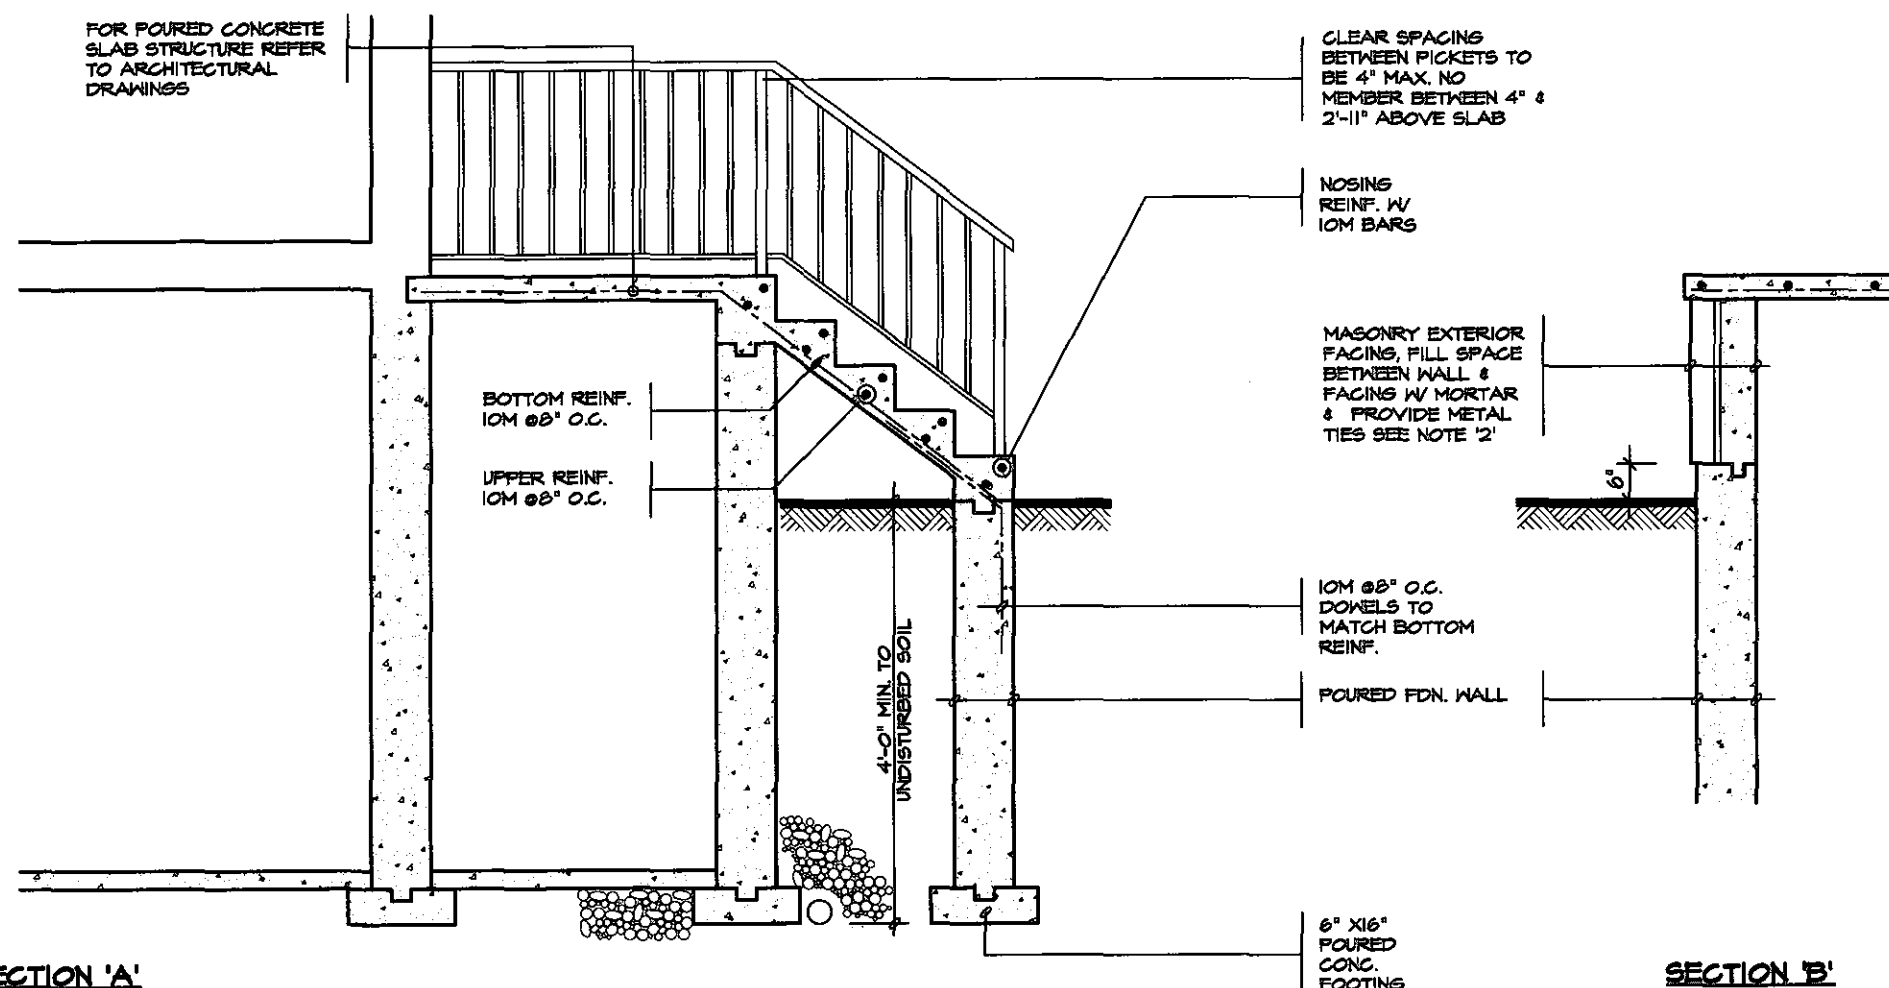 FOR POURED CONCRETE
SLAB STRUCTURE REFER
TO ARCHITECTURAL
DRAWINGS
CLEAR SPACING
BETWEEN PICKETS TO
BE 4" MAX. NO
MEMBER BETWEEN 4" &
2'-11" ABOVE SLAB
NOSING
REINF. W/
10M BARS
MASONRY EXTERIOR
FACING, FILL SPACE
BETWEEN WALL &
FACING W/ MORTAR
& PROVIDE METAL
TIES SEE NOTE '2'
BOTTOM REINF.
10M @8" O.C.
UPPER REINF.
10M @8" O.C.
6"
4'-0" MIN. TO
UNDISTURBED SOIL
10M @8" O.C.
DOWELS TO
MATCH BOTTOM
REINF.
POURED FDN. WALL
6" X16"
POURED
CONC.
FOOTING
ECTION 'A'
SECTION 'B'